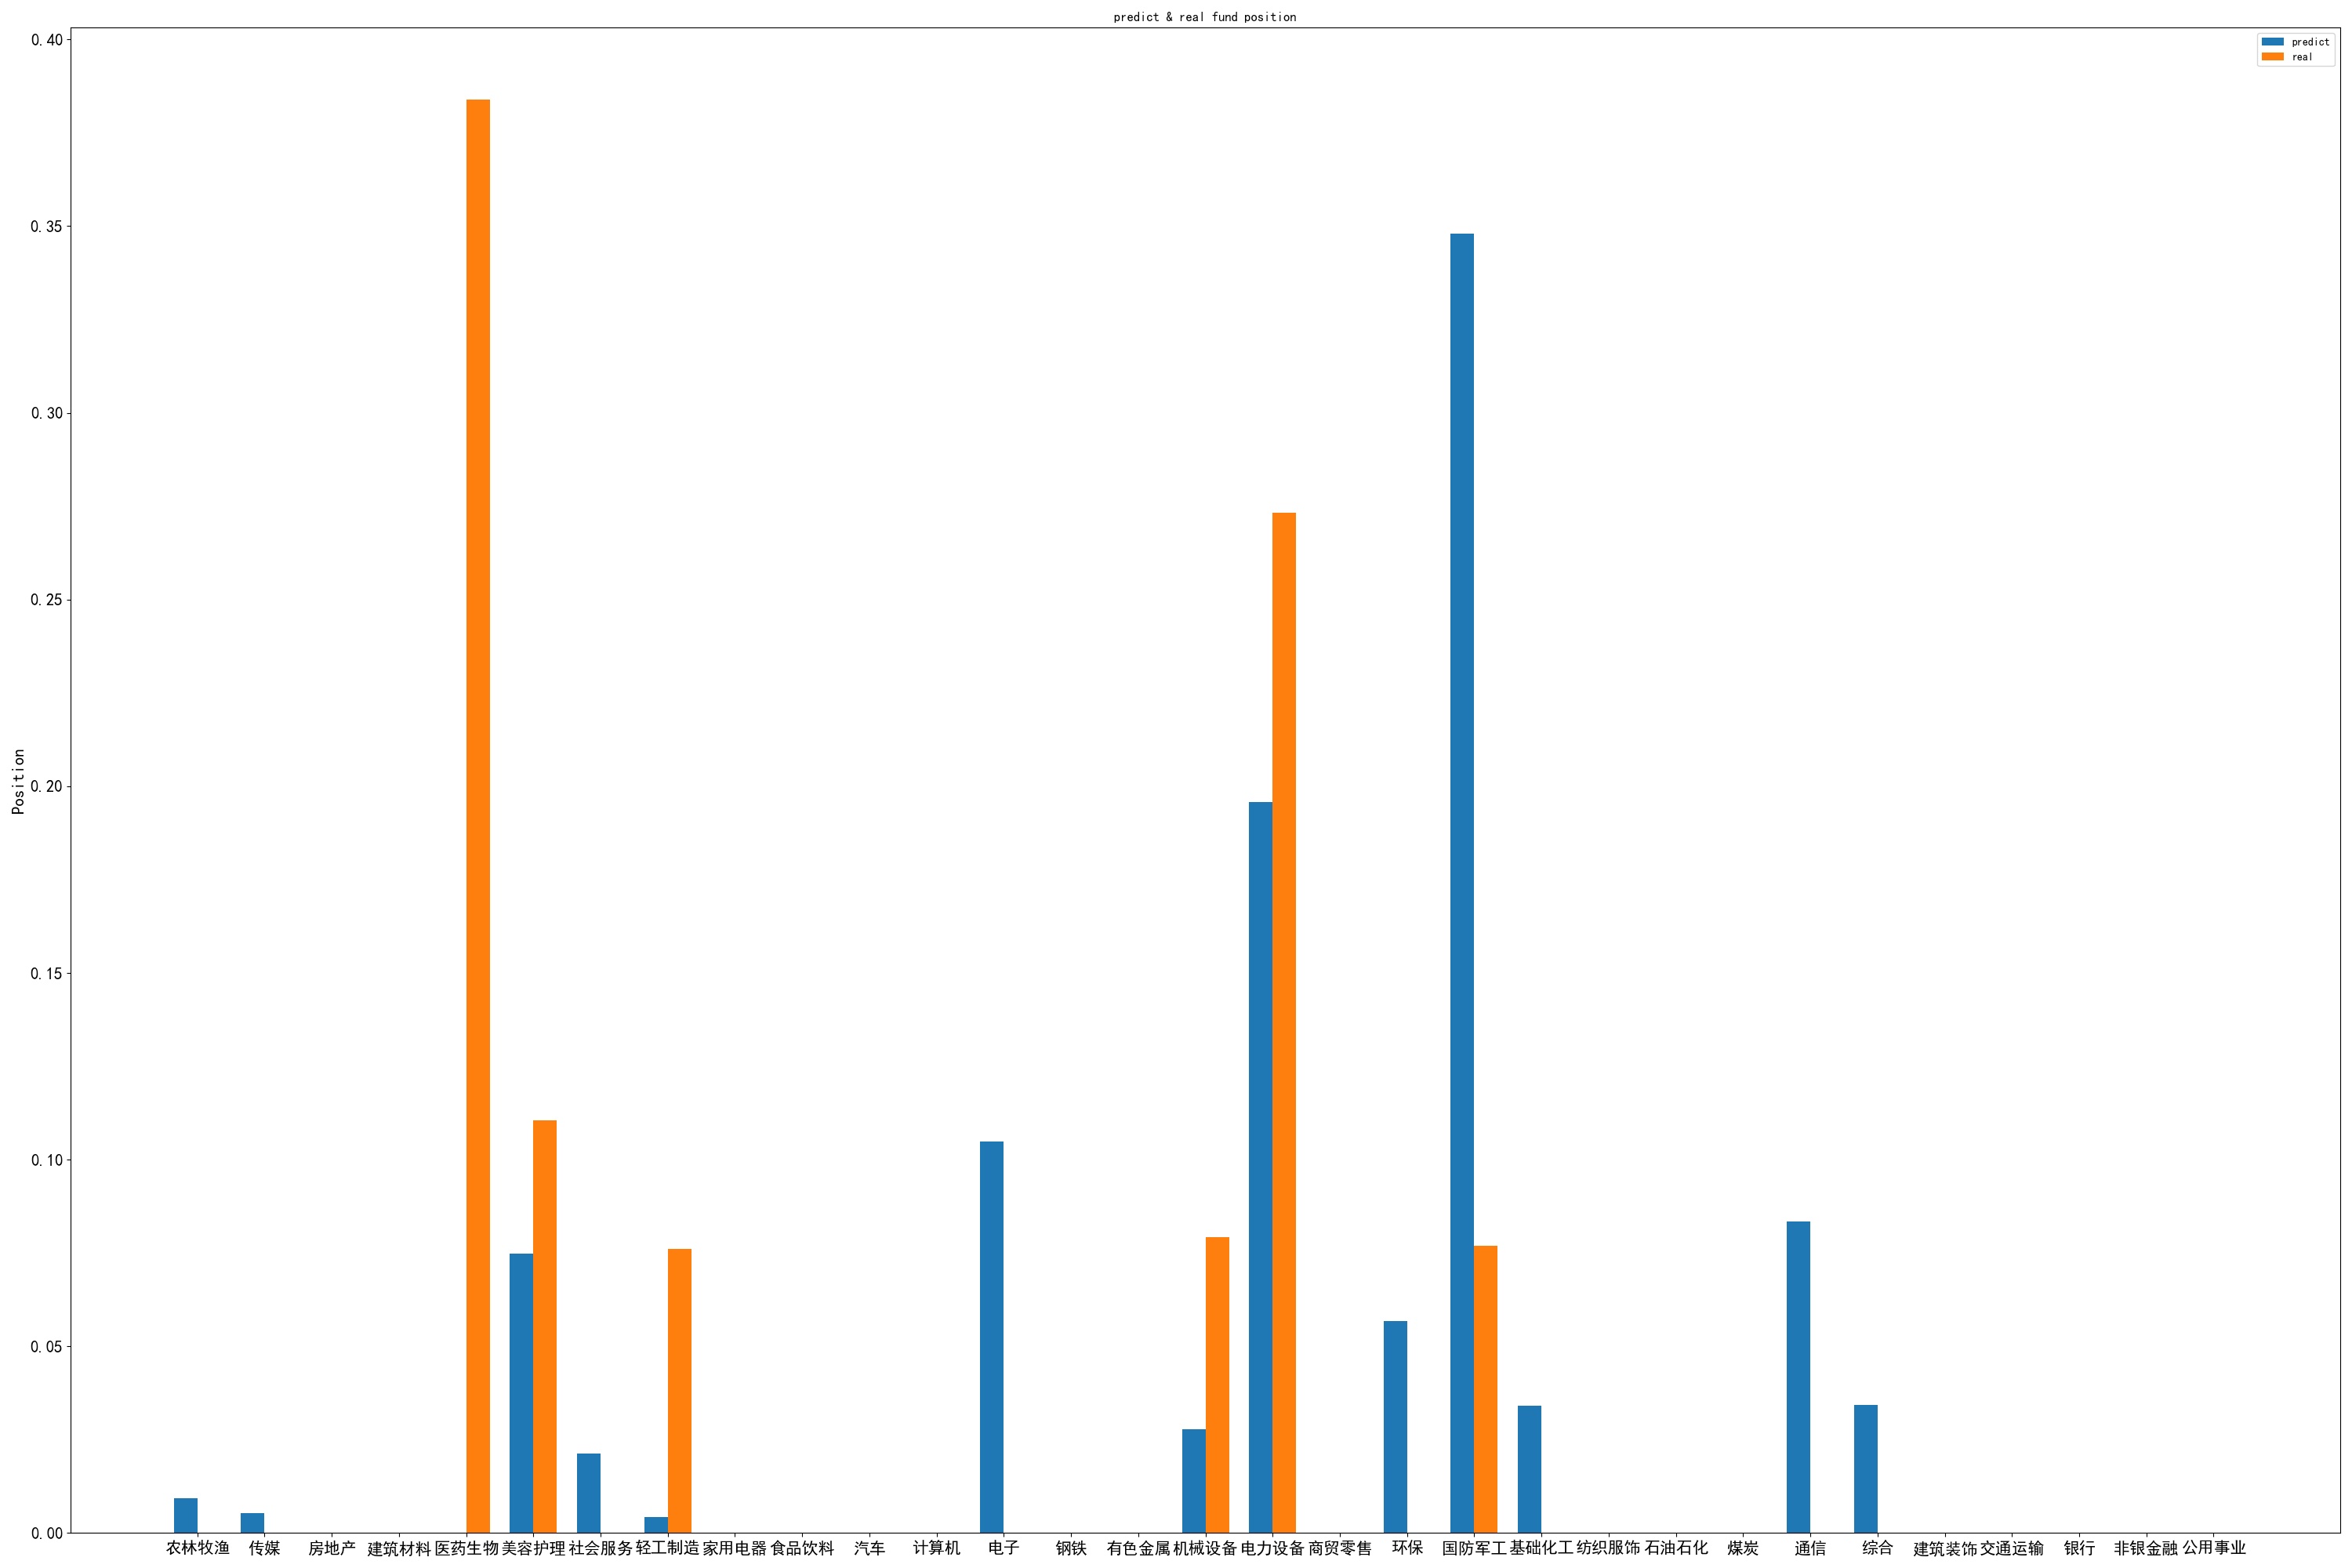 predict & real fund position
predict
real
Position
0.40
0.35
0.30
0.25
0.20
0.15
0.10
0.05
0.00
农林牧渔 传媒 房地产 建筑材料 医药生物 美容护理 社会服务 轻工制造 家用电器 食品饮料 汽车 计算机 电子 钢铁 有色金属 机械设备 电力设备 商贸零售 环保 国防军工 基础化工 纺织服饰 石油石化 煤炭 通信 综合 建筑装饰 交通运输 银行 非银金融 公用事业